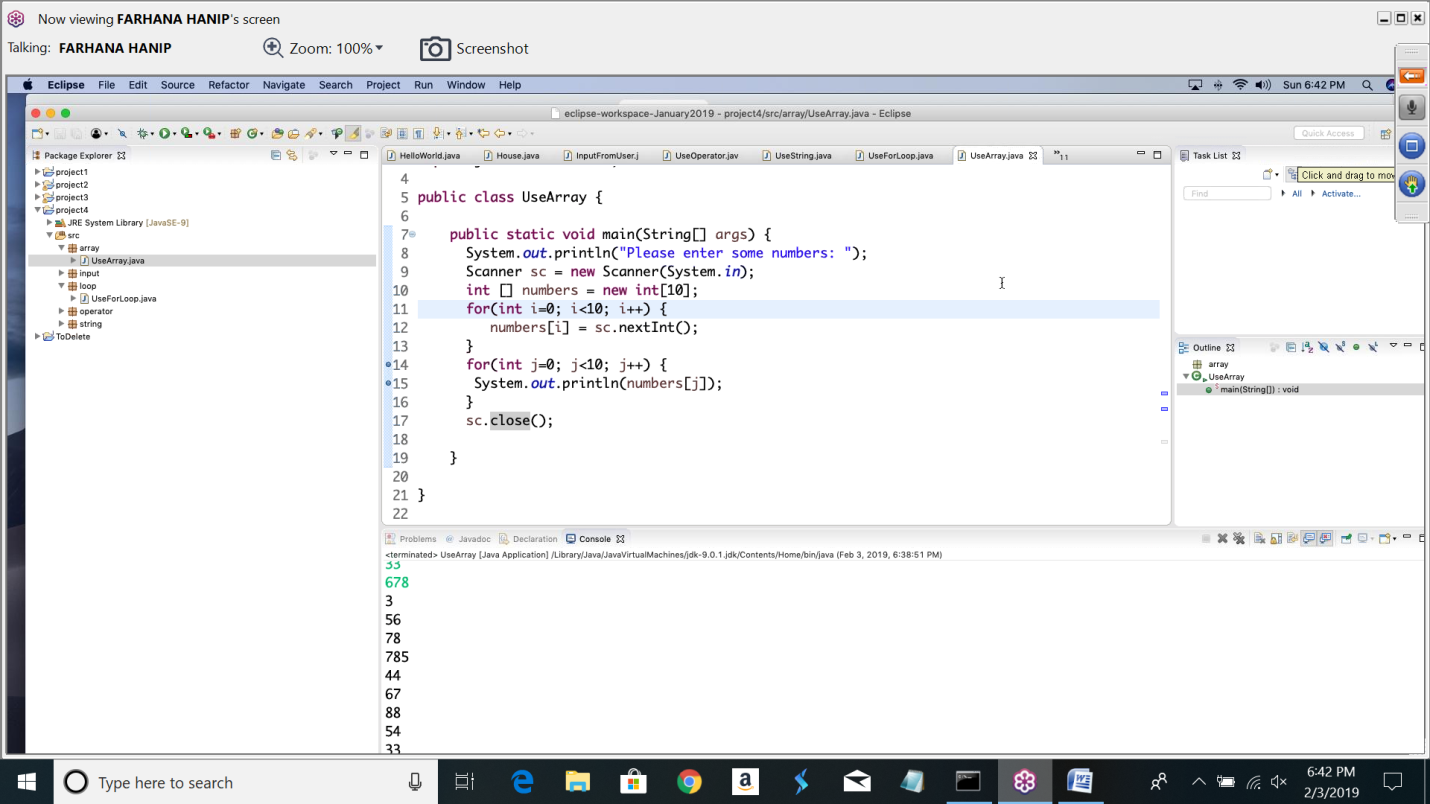 Now viewing FARHANA HANIP's screen
Talking: FARHANA HANIP
Zoom: 100%
Screenshot
Eclipse File Edit Source Refactor Navigate Search Project Run Window Help
Sun 6:42 PM
eclipse-workspace-January2019 - project4/src/array/UseArray.java - Eclipse
Quick Access
Package Explorer
project1
project2
project3
project4
JRE System Library [JavaSE-9]
src
array
UseArray.java
input
loop
UseForLoop.java
operator
string
ToDelete
HelloWorld.java House.java InputFromUser.j UseOperator.jav UseString.java UseForLoop.java UseArray.java 11
4
5 public class UseArray {
6
7 public static void main(String[] args) {
8 System.out.println("Please enter some numbers: ");
9 Scanner sc = new Scanner(System.in);
10 int [] numbers = new int[10];
11 for(int i=0; i<10; i++) {
12 numbers[i] = sc.nextInt();
13 }
14 for(int j=0; j<10; j++) {
15 System.out.println(numbers[j]);
16 }
17 sc.close();
18
19 }
20
21 }
22
Task List
Click and drag to mov
Find All Activate...
Outline
array
UseArray
main(String[]) : void
Problems Javadoc Declaration Console
<terminated> UseArray [Java Application] /Library/Java/JavaVirtualMachines/jdk-9.0.1.jdk/Contents/Home/bin/java (Feb 3, 2019, 6:38:51 PM)
33
678
3
56
78
785
44
67
88
54
33
Type here to search
6:42 PM
2/3/2019